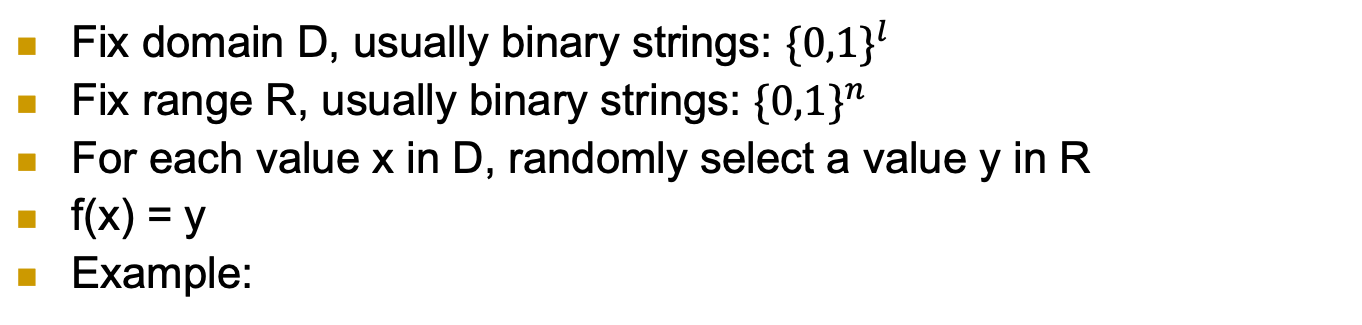 ▪ Fix domain D, usually binary strings: {0,1}ˡ
▪ Fix range R, usually binary strings: {0,1}ⁿ
▪ For each value x in D, randomly select a value y in R
▪ f(x) = y
▪ Example: